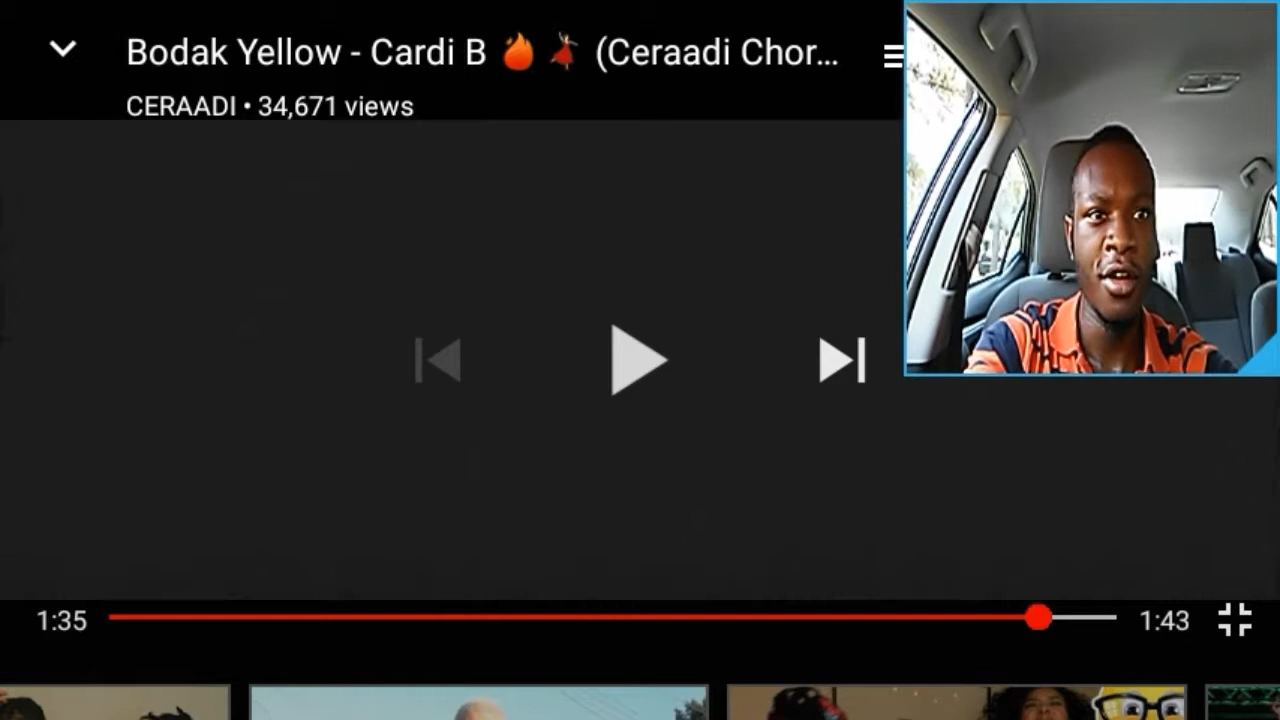 Bodak Yellow - Cardi B 🔥 💃 (Ceraadi Chor...
CERAADI • 34,671 views
1:35
1:43